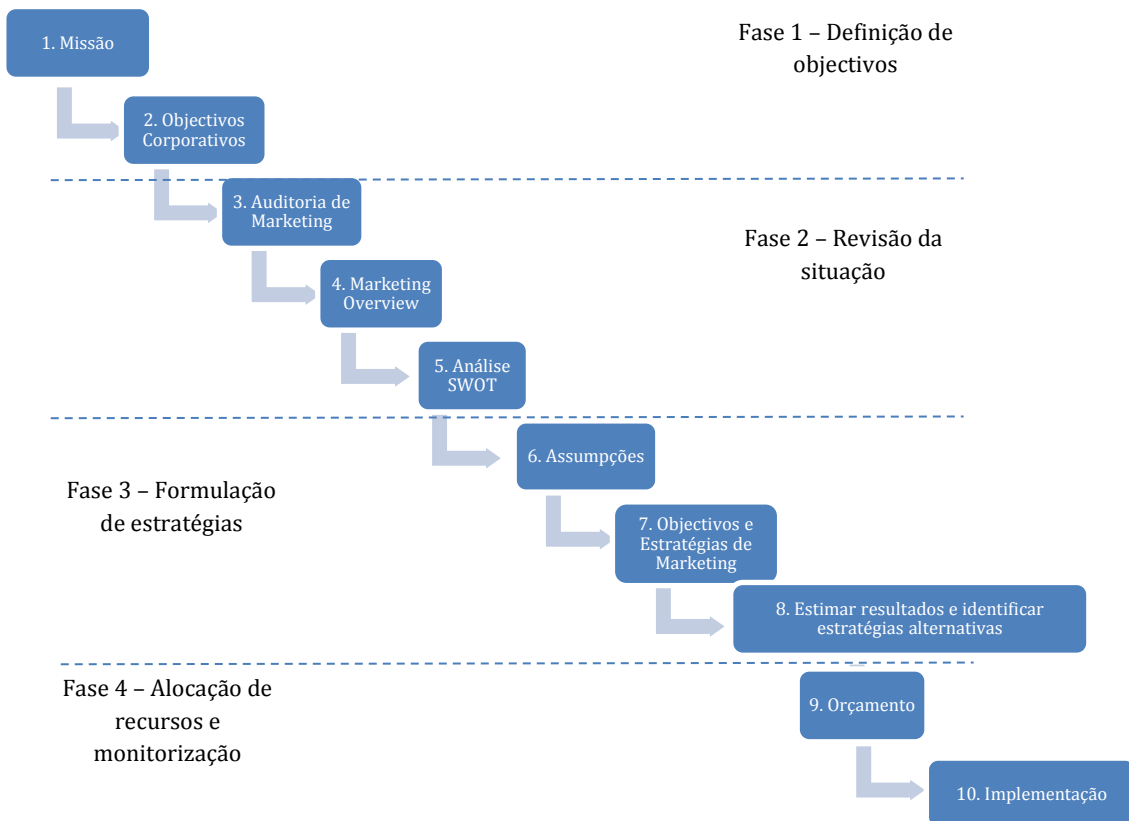 1. Missão
Fase 1 – Definição de
objectivos
2. Objectivos
Corporativos
3. Auditoria de
Marketing
Fase 2 – Revisão da
situação
4. Marketing
Overview
5. Análise
SWOT
6. Assumpções
Fase 3 – Formulação
de estratégias
7. Objectivos e
Estratégias de
Marketing
8. Estimar resultados e identificar
estratégias alternativas
Fase 4 – Alocação de
recursos e
monitorização
9. Orçamento
10. Implementação